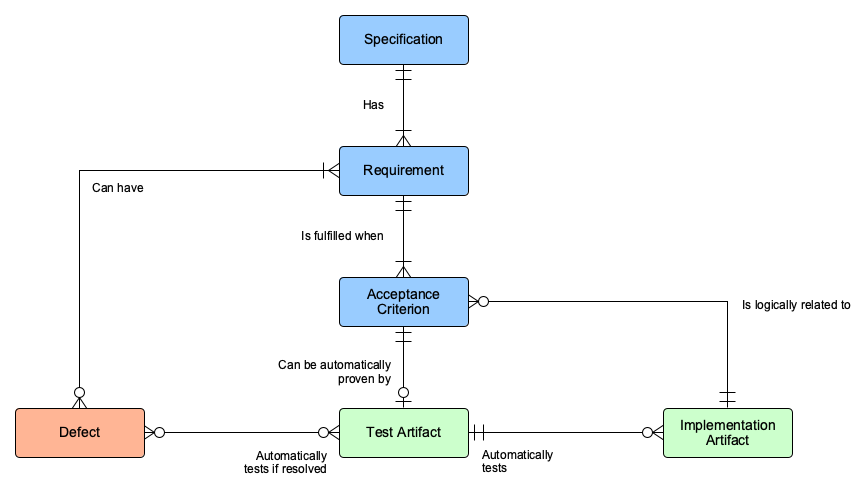 Specification
Has
Requirement
Can have
Is fulfilled when
Acceptance
Criterion
Is logically related to
Can be automatically
proven by
Defect
Test Artifact
Implementation
Artifact
Automatically
tests if resolved
Automatically
tests